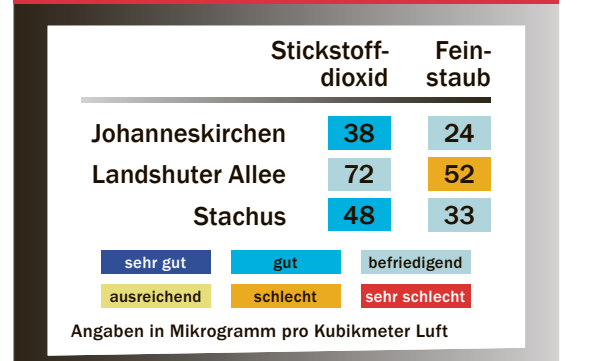 Stickstoff- Fein-
dioxid staub
Johanneskirchen 38 24
Landshuter Allee 72 52
Stachus 48 33
sehr gut gut befriedigend
ausreichend schlecht sehr schlecht
Angaben in Mikrogramm pro Kubikmeter Luft